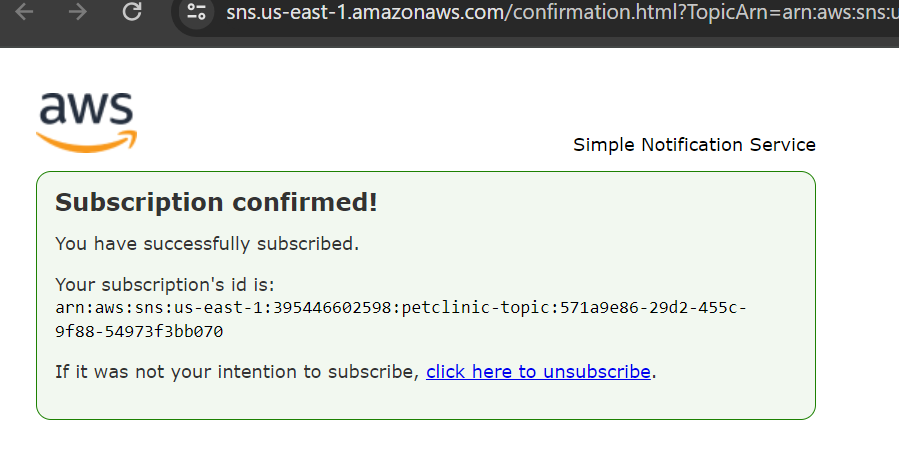 sns.us-east-1.amazonaws.com/confirmation.html?TopicArn=arn:aws:sns:u
aws
Simple Notification Service
Subscription confirmed!
You have successfully subscribed.
Your subscription's id is:
arn:aws:sns:us-east-1:395446602598:petclinic-topic:571a9e86-29d2-455c-
9f88-54973f3bb070
If it was not your intention to subscribe, click here to unsubscribe.